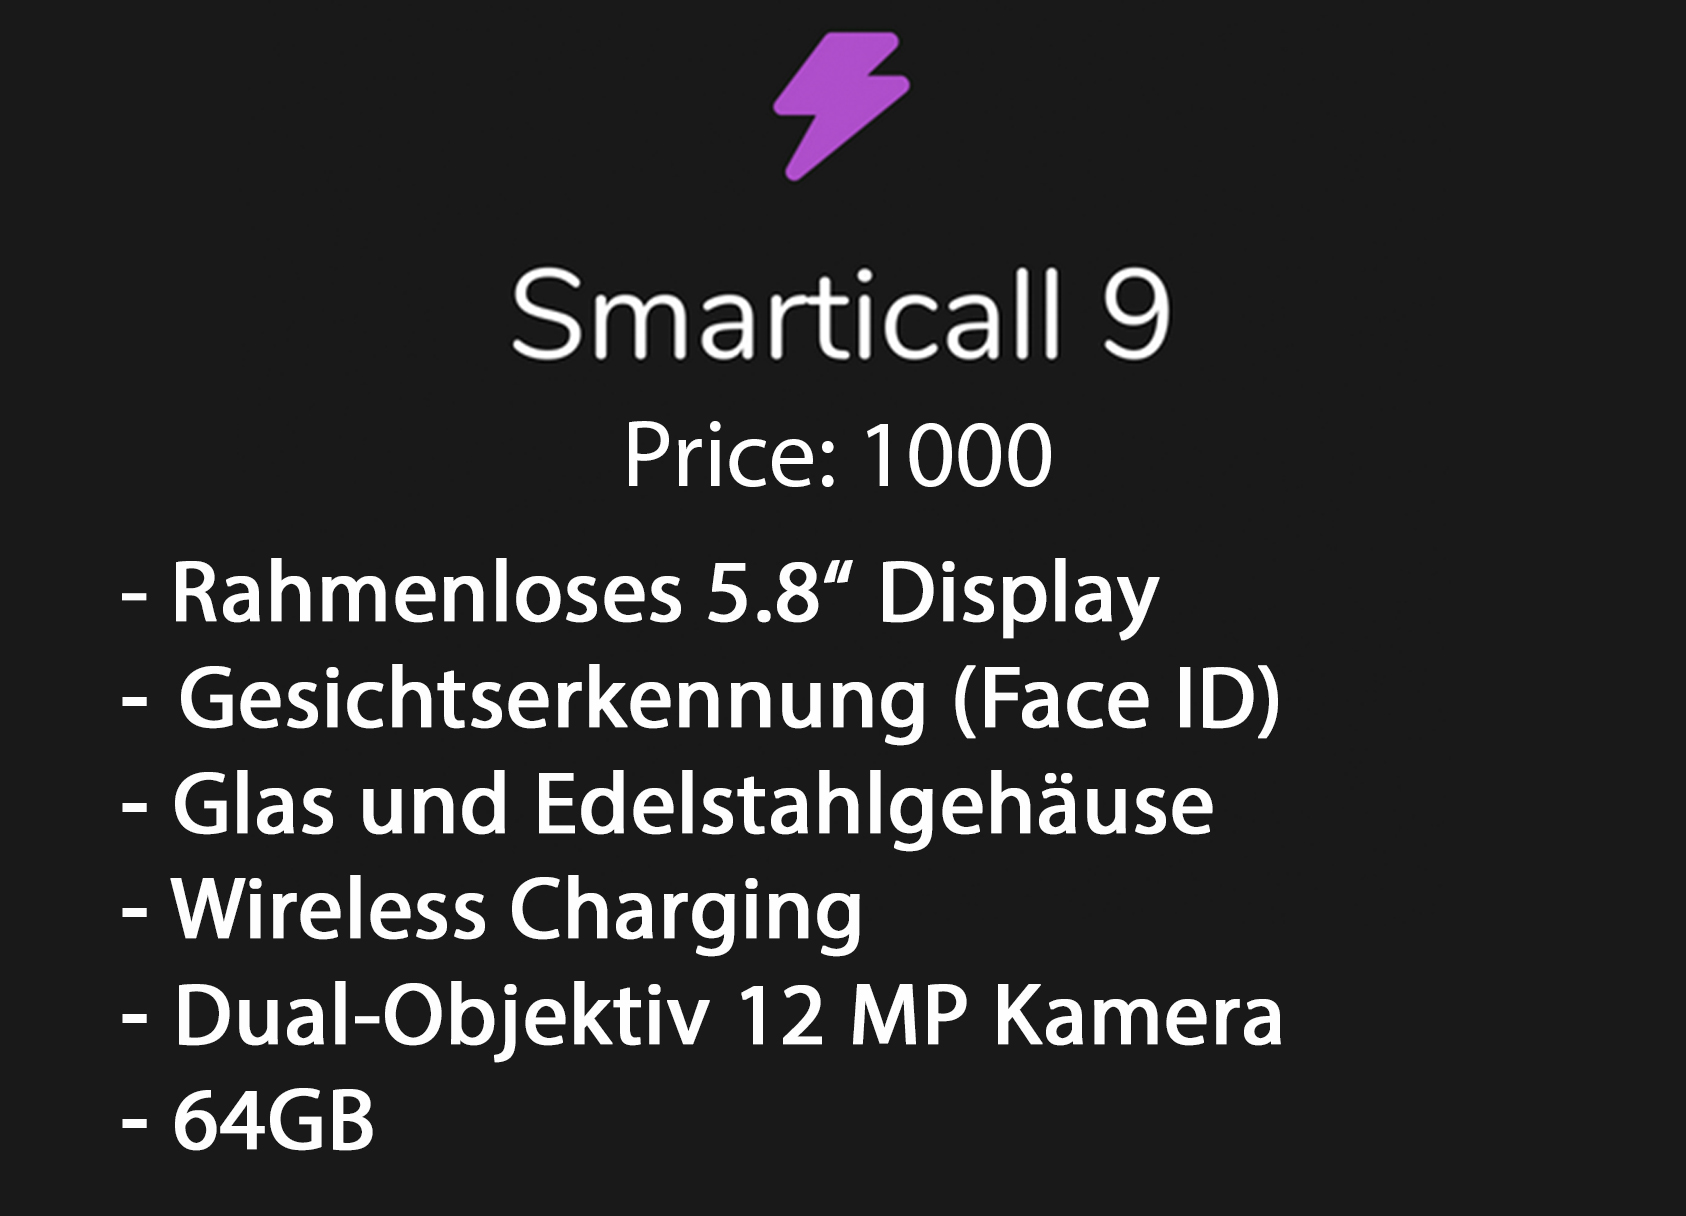 Smarticall 9
Price: 1000
- Rahmenloses 5.8“ Display
- Gesichtserkennung (Face ID)
- Glas und Edelstahlgehäuse
- Wireless Charging
- Dual-Objektiv 12 MP Kamera
- 64GB